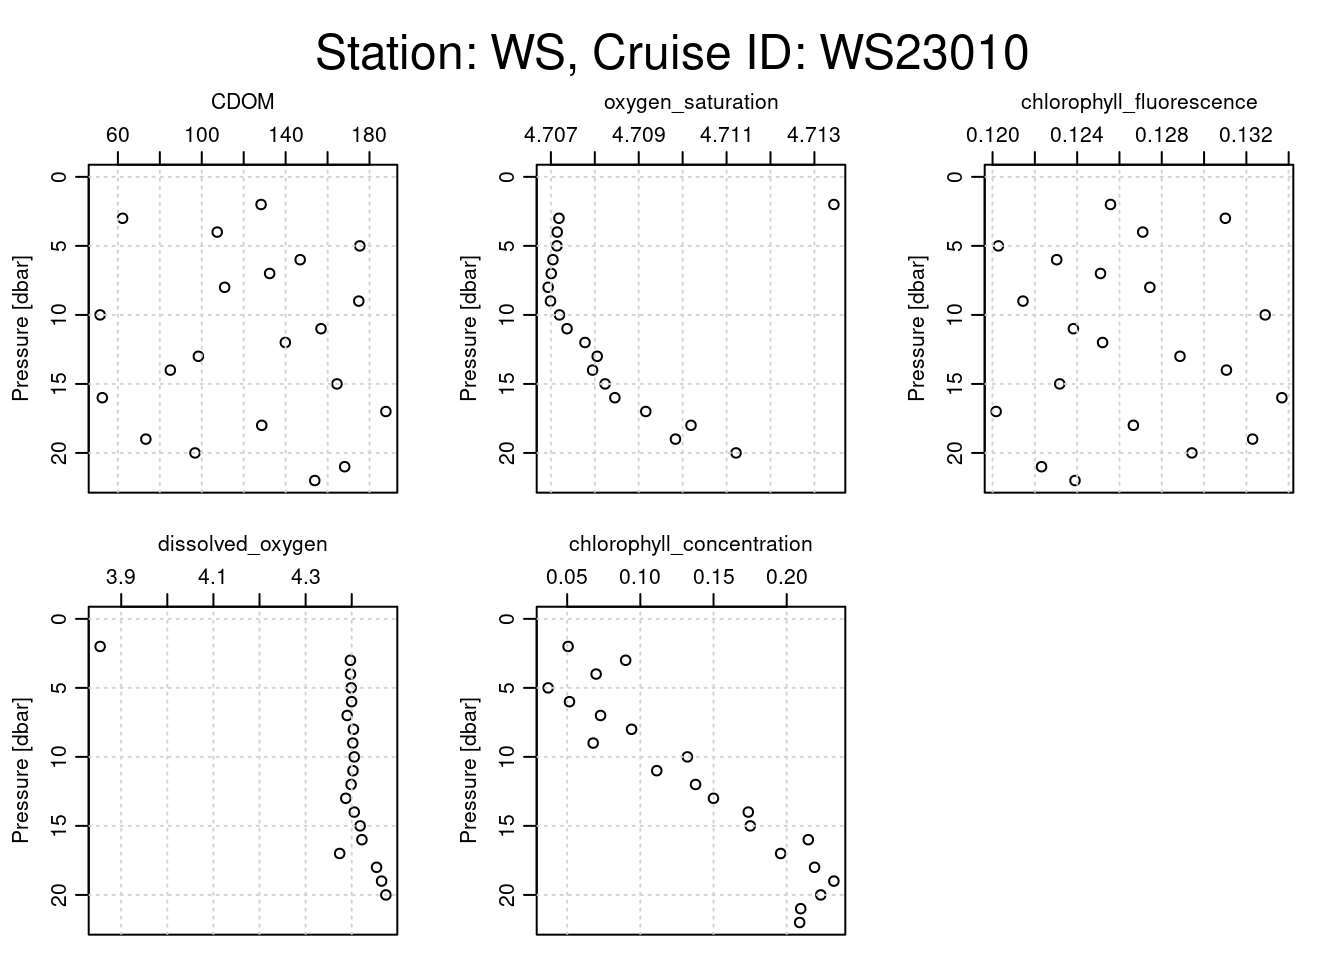 Station: WS, Cruise ID: WS23010
CDOM
60 100 140 180
0
5
10
15
20
Pressure [dbar]
oxygen_saturation
4.707 4.709 4.711 4.713
0
5
10
15
20
Pressure [dbar]
chlorophyll_fluorescence
0.120 0.124 0.128 0.132
0
5
10
15
20
Pressure [dbar]
dissolved_oxygen
3.9 4.1 4.3
0
5
10
15
20
Pressure [dbar]
chlorophyll_concentration
0.05 0.10 0.15 0.20
0
5
10
15
20
Pressure [dbar]